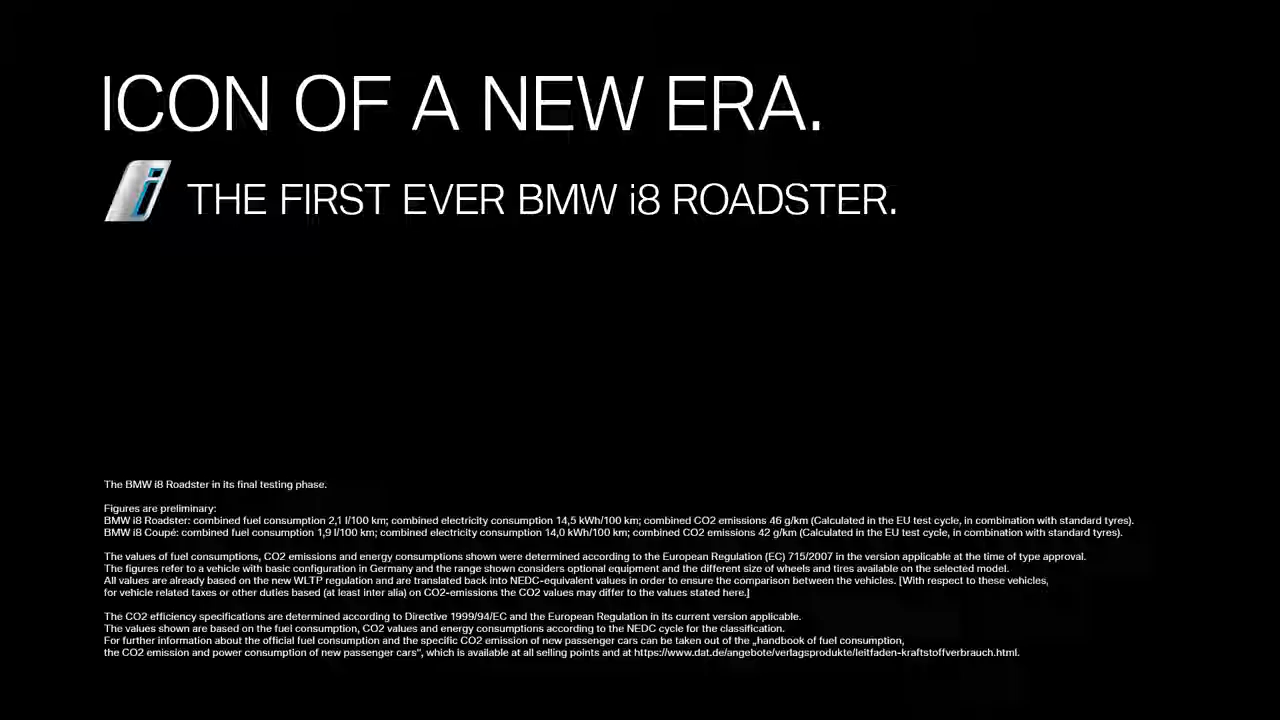 ICON OF A NEW ERA.
i THE FIRST EVER BMW i8 ROADSTER.
The BMW i8 Roadster in its final testing phase.
Figures are preliminary:
BMW i8 Roadster: combined fuel consumption 2,1 l/100 km; combined electricity consumption 14,5 kWh/100 km; combined CO2 emissions 46 g/km (Calculated in the EU test cycle, in combination with standard tyres).
BMW i8 Coupé: combined fuel consumption 1,9 l/100 km; combined electricity consumption 14,0 kWh/100 km; combined CO2 emissions 42 g/km (Calculated in the EU test cycle, in combination with standard tyres).
The values of fuel consumptions, CO2 emissions and energy consumptions shown were determined according to the European Regulation (EC) 715/2007 in the version applicable at the time of type approval.
The figures refer to a vehicle with basic configuration in Germany and the range shown considers optional equipment and the different size of wheels and tires available on the selected model.
All values are already based on the new WLTP regulation and are translated back into NEDC-equivalent values in order to ensure the comparison between the vehicles. [With respect to these vehicles,
for vehicle related taxes or other duties based (at least inter alia) on CO2-emissions the CO2 values may differ to the values stated here.]
The CO2 efficiency specifications are determined according to Directive 1999/94/EC and the European Regulation in its current version applicable.
The values shown are based on the fuel consumption, CO2 values and energy consumptions according to the NEDC cycle for the classification.
For further information about the official fuel consumption and the specific CO2 emission of new passenger cars can be taken out of the „handbook of fuel consumption,
the CO2 emission and power consumption of new passenger cars“, which is available at all selling points and at https://www.dat.de/angebote/verlagsprodukte/leitfaden-kraftstoffverbrauch.html.